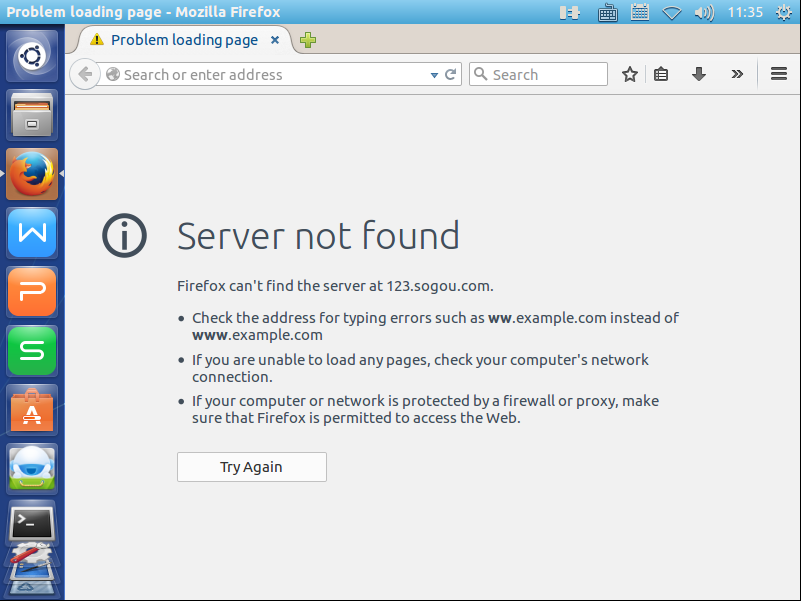 Problem loading page - Mozilla Firefox
11:35
Problem loading page
Search or enter address
Search
Server not found
Firefox can't find the server at 123.sogou.com.
Check the address for typing errors such as ww.example.com instead of
www.example.com
If you are unable to load any pages, check your computer's network
connection.
If your computer or network is protected by a firewall or proxy, make
sure that Firefox is permitted to access the Web.
Try Again